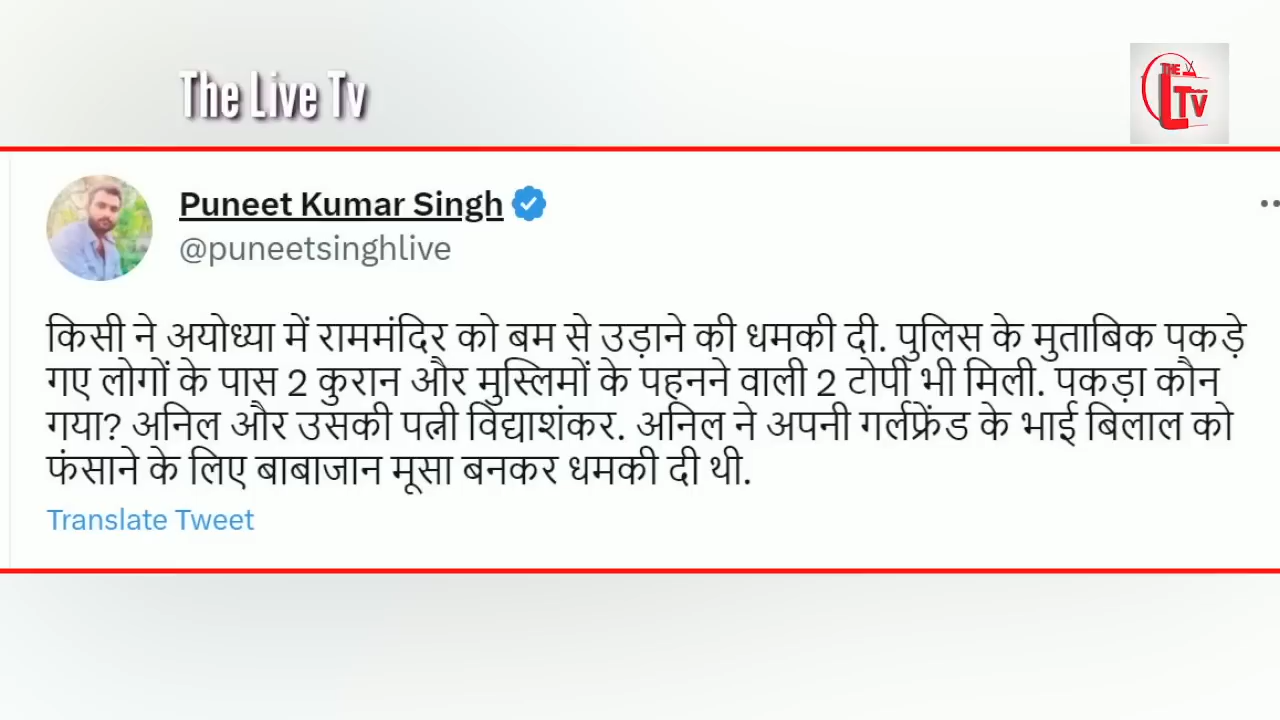 The Live Tv
THE
LTV
Puneet Kumar Singh
@puneetsinghlive
किसी ने अयोध्या में राममंदिर को बम से उड़ाने की धमकी दी. पुलिस के मुताबिक पकड़े
गए लोगों के पास 2 कुरान और मुस्लिमों के पहनने वाली 2 टोपी भी मिली. पकड़ा कौन
गया? अनिल और उसकी पत्नी विद्याशंकर. अनिल ने अपनी गर्लफ्रेंड के भाई बिलाल को
फंसाने के लिए बाबाजान मूसा बनकर धमकी दी थी.
Translate Tweet